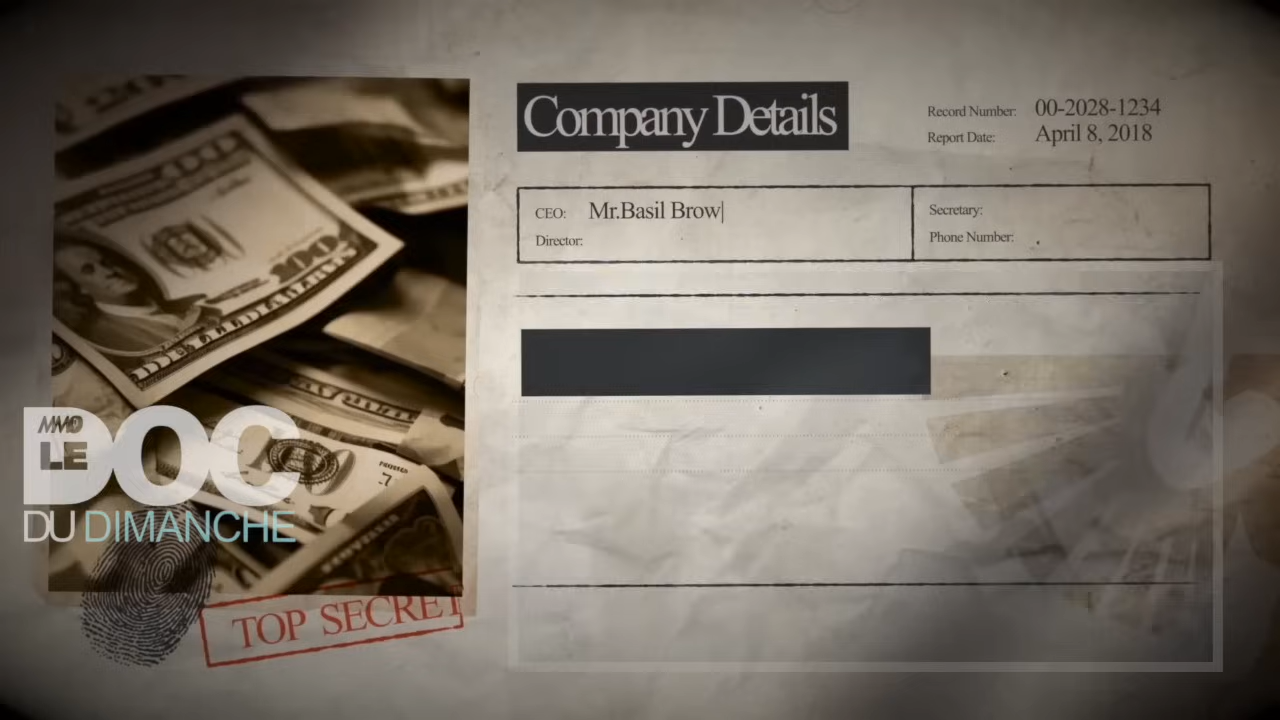 Company Details
Record Number: 00-2028-1234
Report Date: April 8, 2018
CEO: Mr.Basil Brow
Director:
Secretary:
Phone Number:
MMD
LE DOC
DU DIMANCHE
TOP SECRET
100